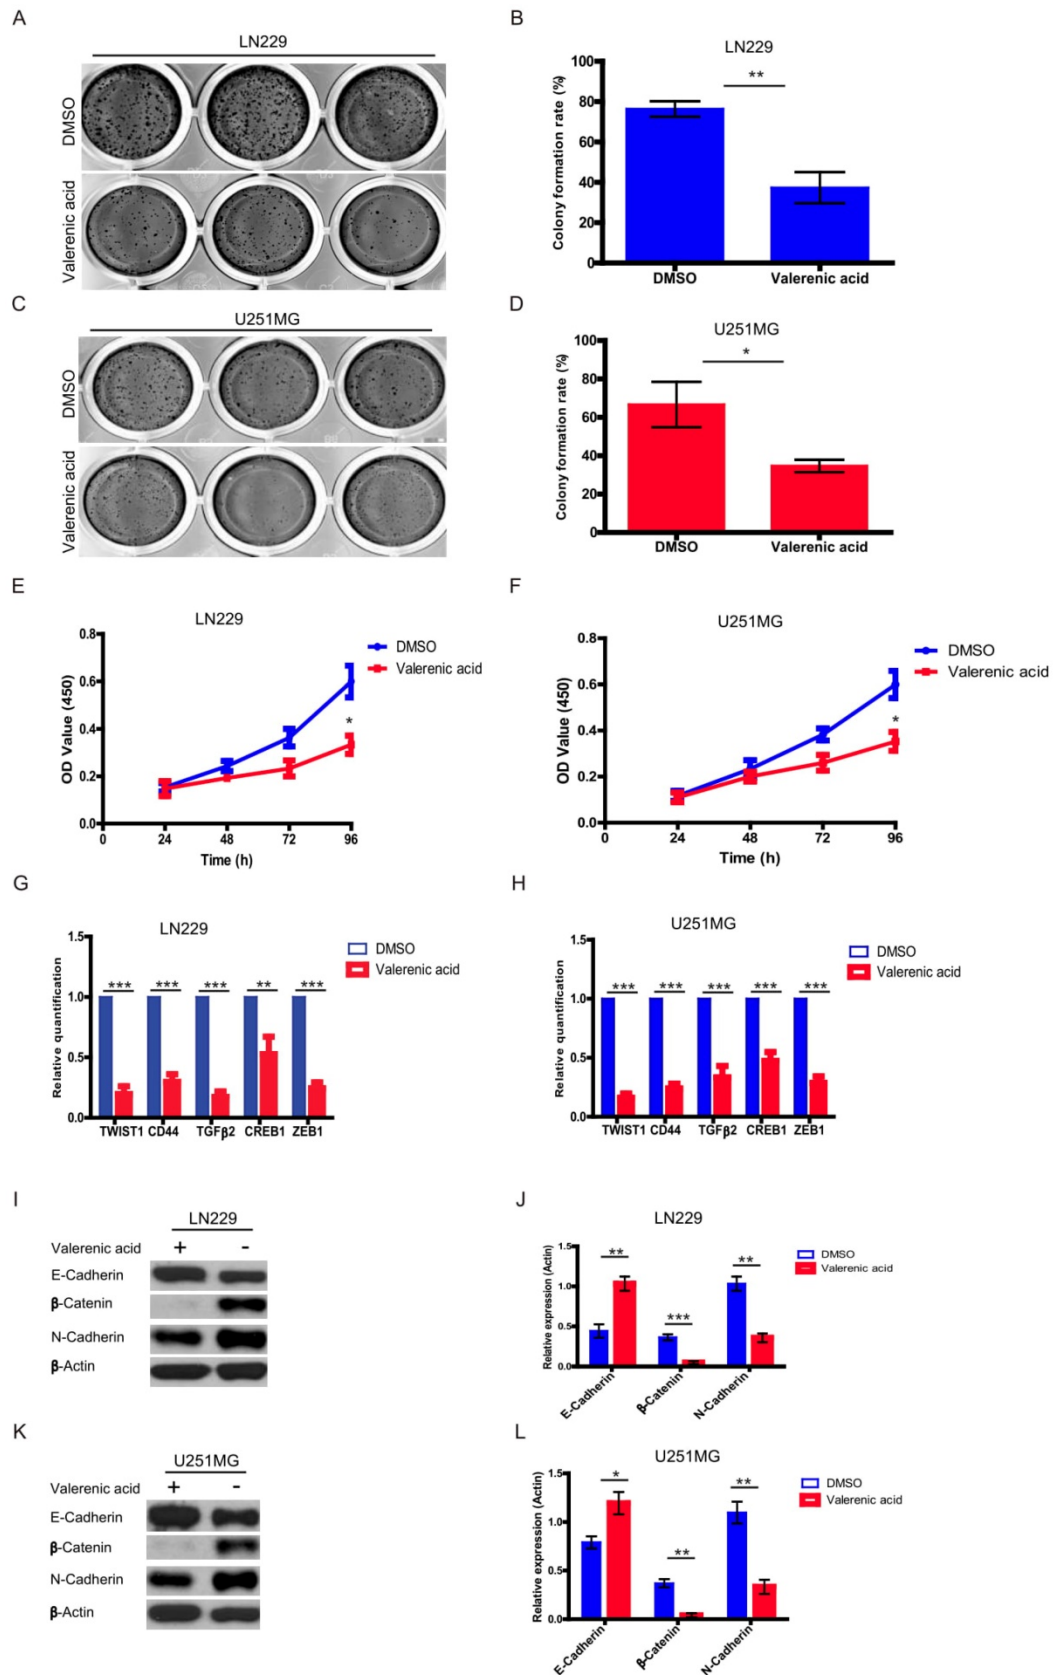 A
LN229
DMSO
Valerenic acid
B
LN229
Colony formation rate (%)
100
80
60
40
20
0
**
DMSO Valerenic acid
C
U251MG
DMSO
Valerenic acid
D
U251MG
Colony formation rate (%)
100
80
60
40
20
0
*
DMSO Valerenic acid
E
LN229
OD Value (450)
0.8
0.6
0.4
0.2
0.0
0 24 48 72 96
Time (h)
DMSO
Valerenic acid
*
F
U251MG
OD Value (450)
0.8
0.6
0.4
0.2
0.0
0 24 48 72 96
Time (h)
DMSO
Valerenic acid
*
G
LN229
Relative quantification
1.5
1.0
0.5
0.0
*** *** *** ** ***
TWIST1 CD44 TGFβ2 CREB1 ZEB1
DMSO
Valerenic acid
H
U251MG
Relative quantification
1.5
1.0
0.5
0.0
*** *** *** *** ***
TWIST1 CD44 TGFβ2 CREB1 ZEB1
DMSO
Valerenic acid
I
LN229
Valerenic acid + -
E-Cadherin
β-Catenin
N-Cadherin
β-Actin
J
LN229
Relative expression (Actin)
1.5
1.0
0.5
0.0
** *** **
E-Cadherin β-Catenin N-Cadherin
DMSO
Valerenic acid
K
U251MG
Valerenic acid + -
E-Cadherin
β-Catenin
N-Cadherin
β-Actin
L
U251MG
Relative expression (Actin)
1.5
1.0
0.5
0.0
* ** **
E-Cadherin β-Catenin N-Cadherin
DMSO
Valerenic acid